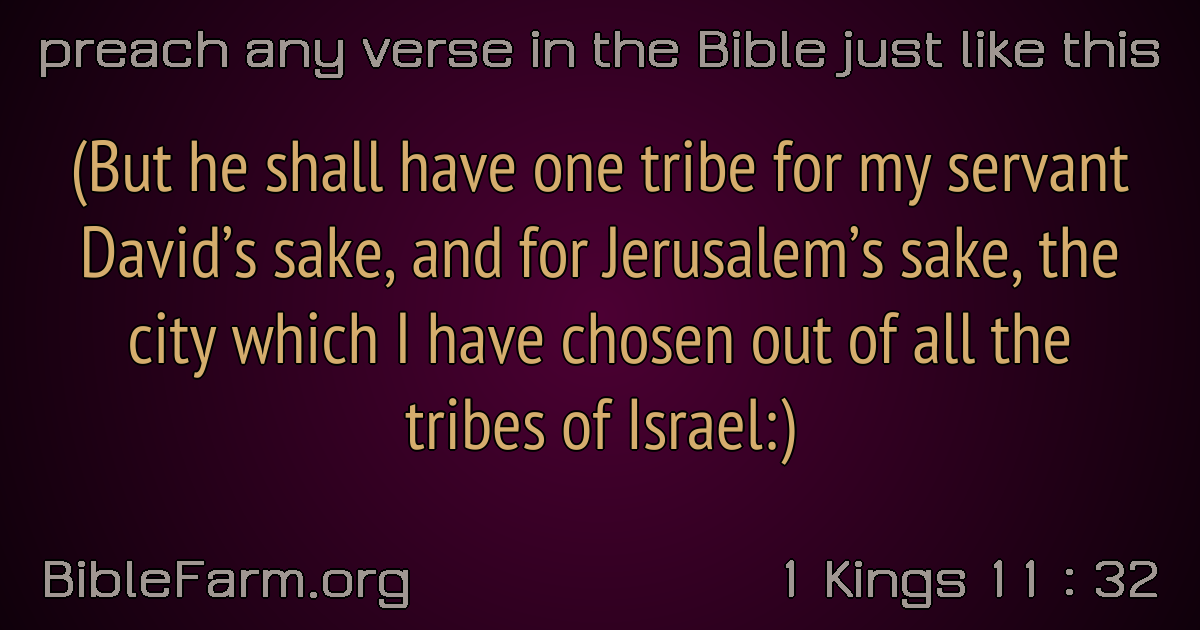 preach any verse in the Bible just like this
(But he shall have one tribe for my servant
David’s sake, and for Jerusalem’s sake, the
city which I have chosen out of all the
tribes of Israel:)
BibleFarm.org
1 Kings 11 : 32